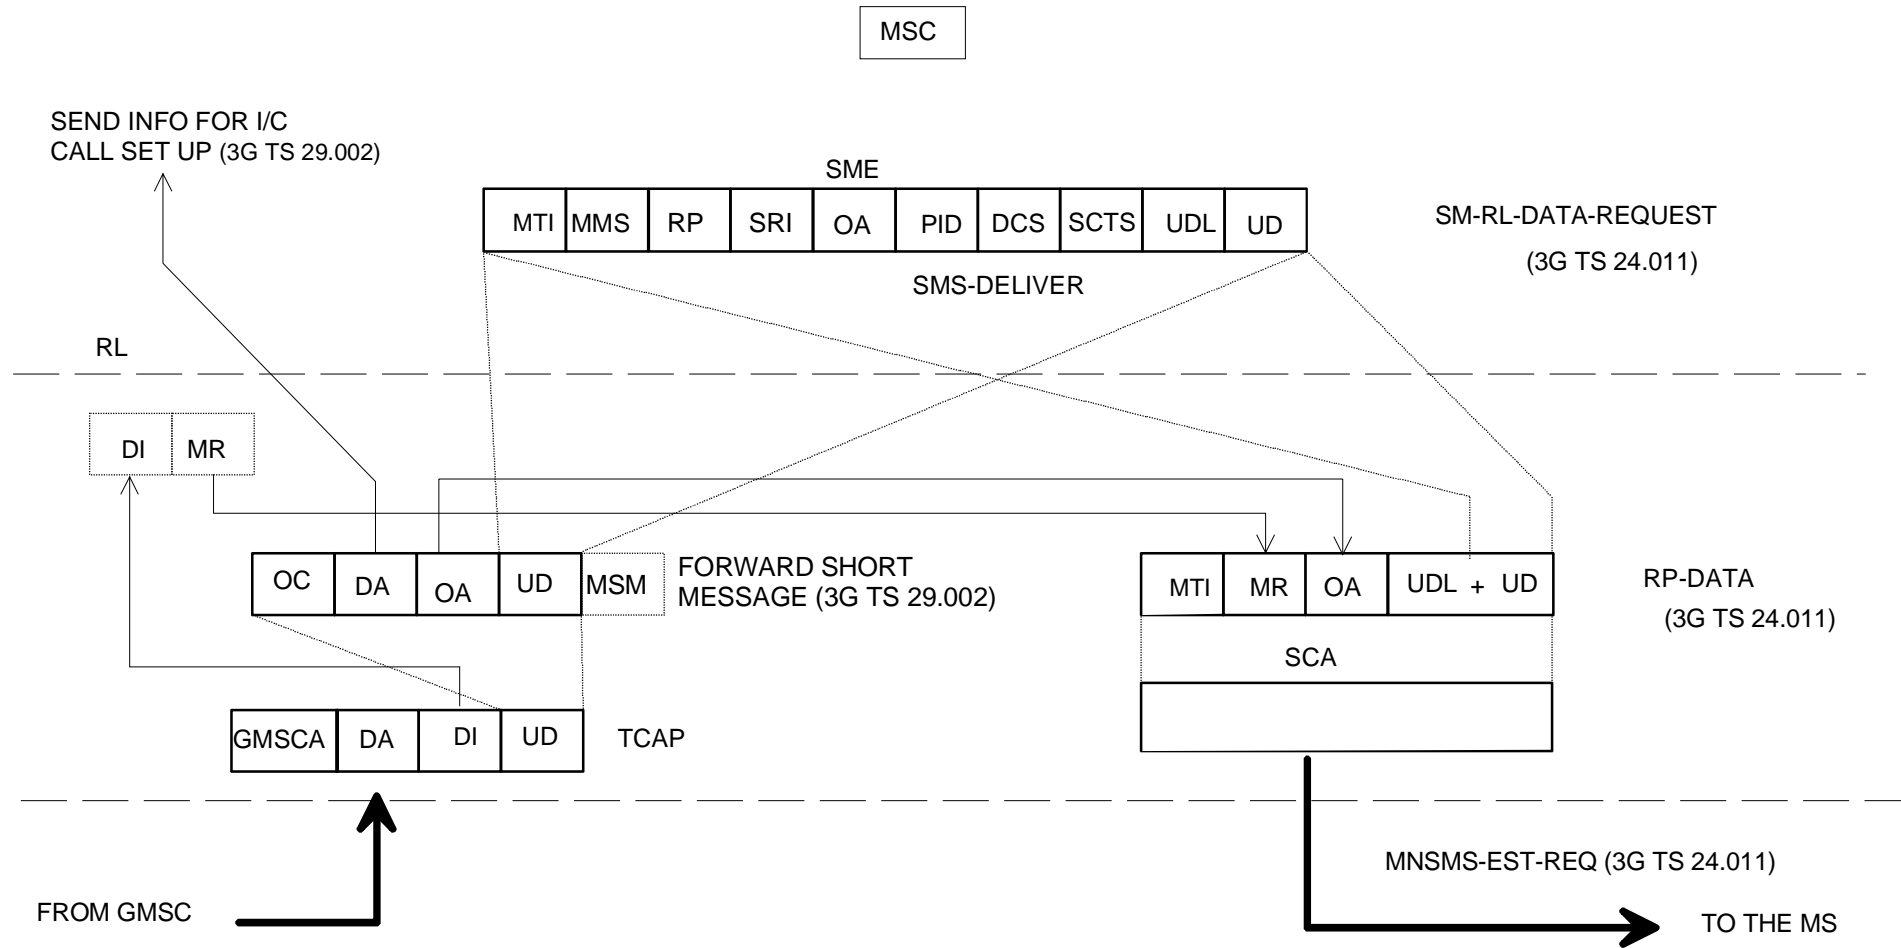 MSC
SEND INFO FOR I/C
CALL SET UP (3G TS 29.002)
SME
MTI MMS RP SRI OA PID DCS SCTS UDL UD
SM-RL-DATA-REQUEST
(3G TS 24.011)
SMS-DELIVER
RL
DI MR
OC DA OA UD MSM
FORWARD SHORT
MESSAGE (3G TS 29.002)
MTI MR OA UDL + UD
RP-DATA
(3G TS 24.011)
SCA
GMSCA DA DI UD
TCAP
MNSMS-EST-REQ (3G TS 24.011)
FROM GMSC
TO THE MS